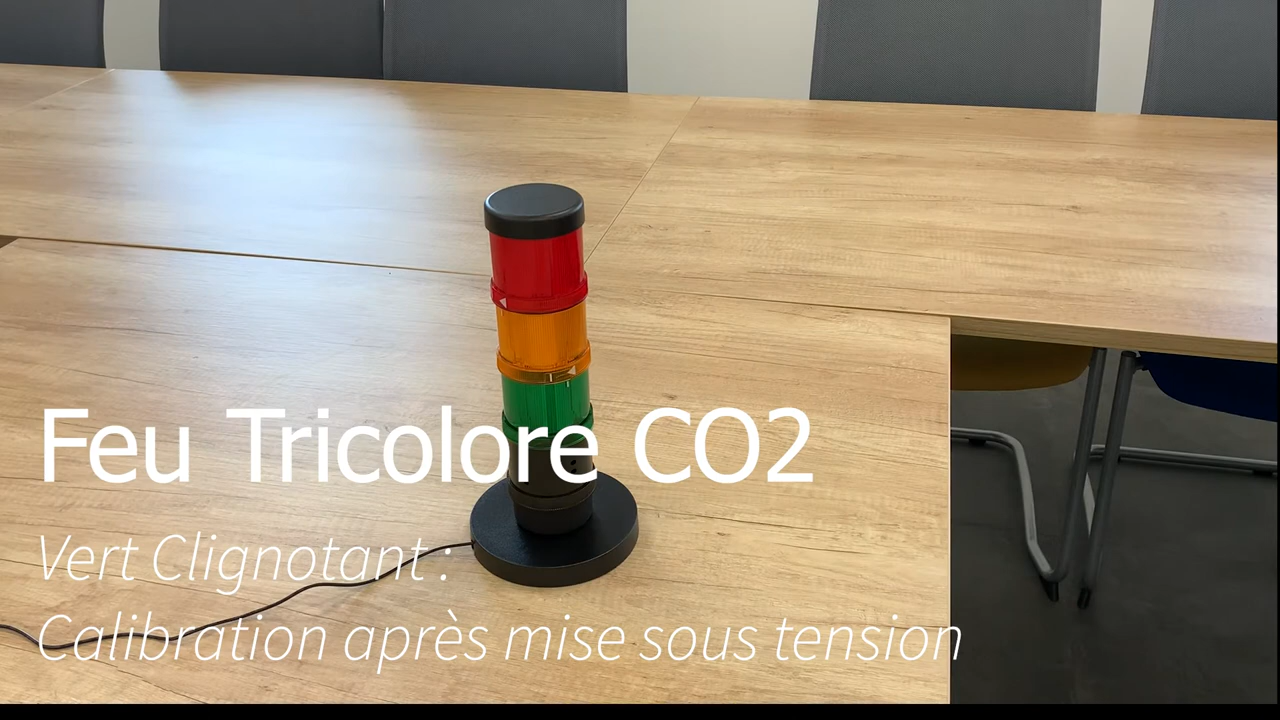 Feu Tricolore CO2
Vert Clignotant :
Calibration après mise sous tension